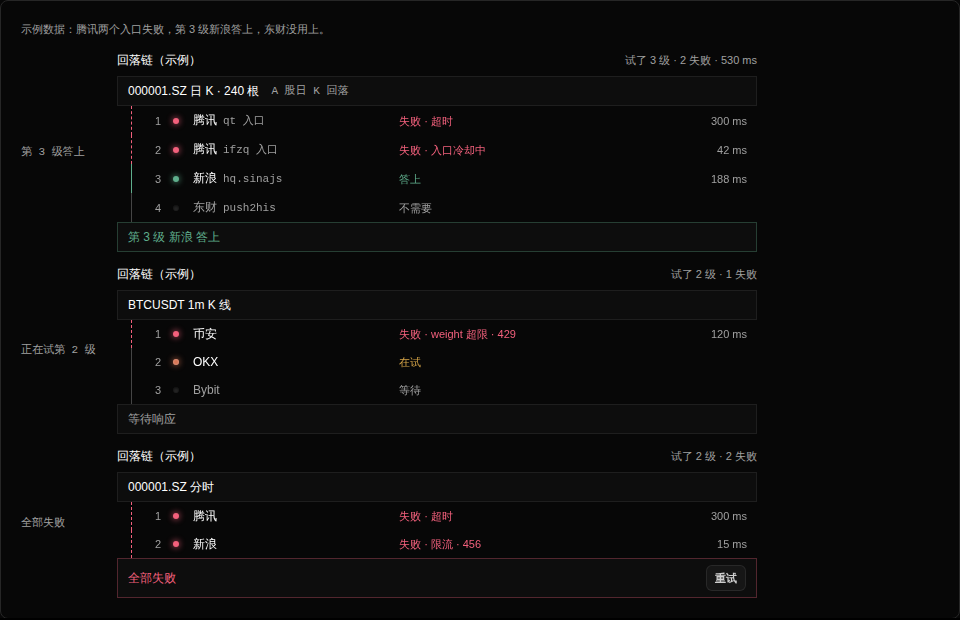 示例数据：腾讯两个入口失败，第 3 级新浪答上，东财没用上。
回落链（示例） 试了 3 级 · 2 失败 · 530 ms
000001.SZ 日 K · 240 根 A 股日 K 回落
1 腾讯 qt 入口 失败 · 超时 300 ms
第 3 级答上
2 腾讯 ifzq 入口 失败 · 入口冷却中 42 ms
3 新浪 hq.sinajs 答上 188 ms
4 东财 push2his 不需要
第 3 级 新浪 答上
回落链（示例） 试了 2 级 · 1 失败
BTCUSDT 1m K 线
1 币安 失败 · weight 超限 · 429 120 ms
正在试第 2 级
2 OKX 在试
3 Bybit 等待
等待响应
回落链（示例） 试了 2 级 · 2 失败
000001.SZ 分时
1 腾讯 失败 · 超时 300 ms
全部失败
2 新浪 失败 · 限流 · 456 15 ms
全部失败 重试